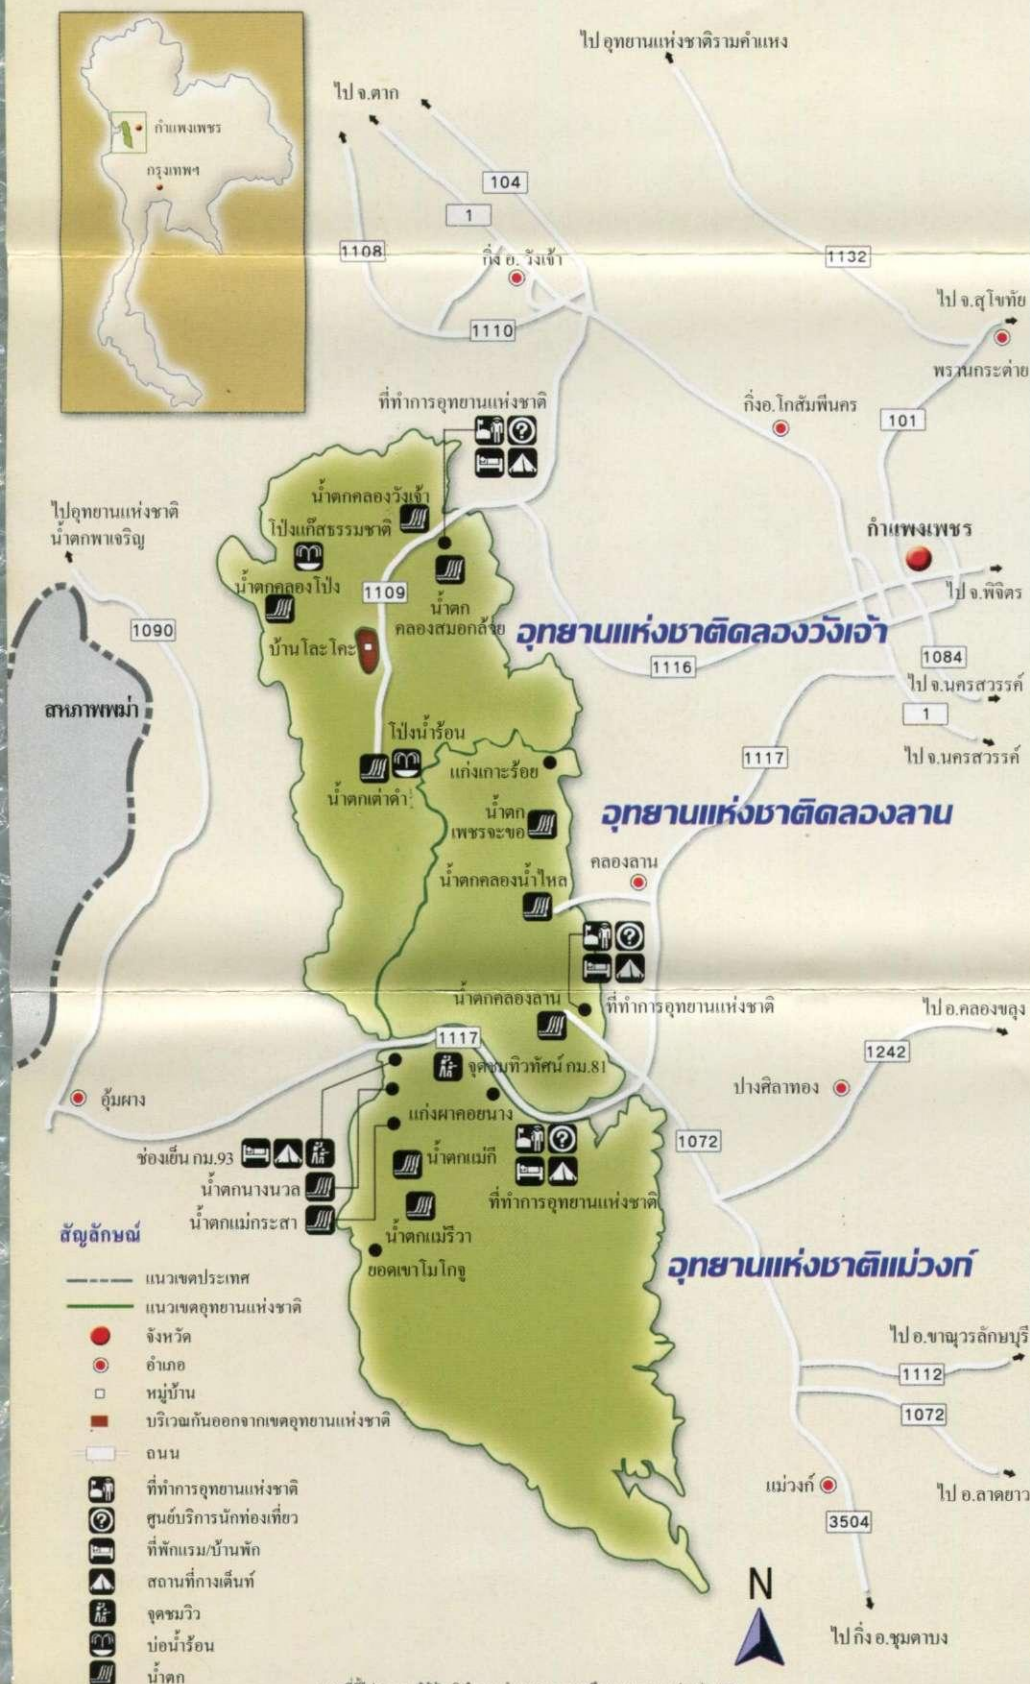 ไป อุทยานแห่งชาติรามคำแหง
ไป จ.ตาก
กำแพงเพชร
กรุงเทพฯ
104
1
1108
กิ่ง อ. วังเจ้า
1132
ไป จ.สุโขทัย
1110
พรานกระต่าย
ที่ทำการอุทยานแห่งชาติ
กิ่งอ.โกสัมพีนคร
101
น้ำตกคลองวังเจ้า
ไปอุทยานแห่งชาติ
น้ำตกพาเจริญ
โป่งแก๊สธรรมชาติ
กำแพงเพชร
น้ำตกคลองโป่ง
1109
ไป จ.พิจิตร
น้ำตก
คลองสมอกล้วย
1090
อุทยานแห่งชาติคลองวังเจ้า
บ้านโละโคะ
1116
1084
ไป จ.นครสวรรค์
สหภาพพม่า
1
โป่งน้ำร้อน
1117
ไป จ.นครสวรรค์
แก่งเกาะร้อย
น้ำตกเต่าดำ
น้ำตก
เพชรจะขอ
อุทยานแห่งชาติคลองลาน
คลองลาน
น้ำตกคลองน้ำไหล
น้ำตกคลองลาน
ที่ทำการอุทยานแห่งชาติ
ไป อ.คลองขลุง
1117
1242
จุดชมทิวทัศน์ กม.81
ปางศิลาทอง
อุ้มผาง
แก่งผาคอยนาง
1072
ช่องเย็น กม.93
น้ำตกแม่กี
น้ำตกนางนวล
ที่ทำการอุทยานแห่งชาติ
น้ำตกแม่กระสา
น้ำตกแม่รีวา
สัญลักษณ์
ยอดเขาโมโกจู
อุทยานแห่งชาติแม่วงก์
แนวเขตประเทศ
แนวเขตอุทยานแห่งชาติ
จังหวัด
ไป อ.ขาณุวรลักษบุรี
อำเภอ
1112
หมู่บ้าน
บริเวณกันออกจากเขตอุทยานแห่งชาติ
1072
ถนน
ที่ทำการอุทยานแห่งชาติ
แม่วงก์
ไป อ.ลาดยาว
ศูนย์บริการนักท่องเที่ยว
3504
ที่พักแรม/บ้านพัก
สถานที่กางเต็นท์
N
จุดชมวิว
ไป กิ่ง อ.ชุมตาบง
บ่อน้ำร้อน
น้ำตก